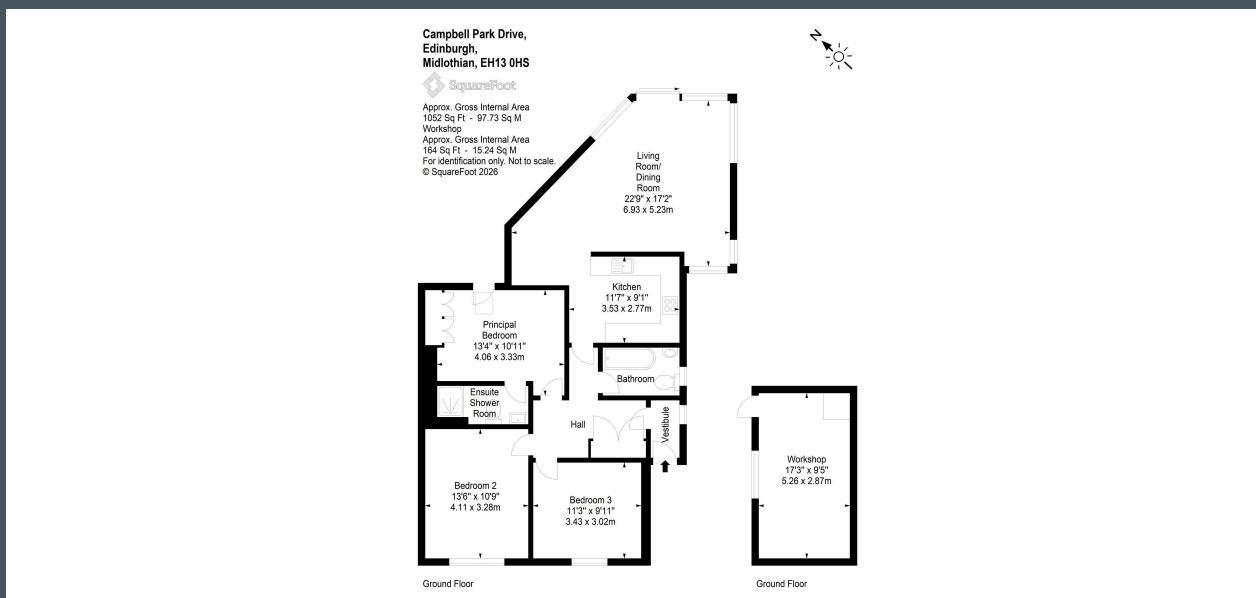 Campbell Park Drive,
Edinburgh,
Midlothian, EH13 0HS
SquareFoot
Approx. Gross Internal Area
1052 Sq Ft - 97.73 Sq M
Workshop
Approx. Gross Internal Area
164 Sq Ft - 15.24 Sq M
For identification only. Not to scale.
© SquareFoot 2026
N
Living
Room/
Dining
Room
22'9" x 17'2"
6.93 x 5.23m
Kitchen
11'7" x 9'1"
3.53 x 2.77m
Principal
Bedroom
13'4" x 10'11"
4.06 x 3.33m
Bathroom
Ensuite
Shower
Room
Hall
Vestibule
Bedroom 2
13'6" x 10'9"
4.11 x 3.28m
Bedroom 3
11'3" x 9'11"
3.43 x 3.02m
Workshop
17'3" x 9'5"
5.26 x 2.87m
Ground Floor
Ground Floor